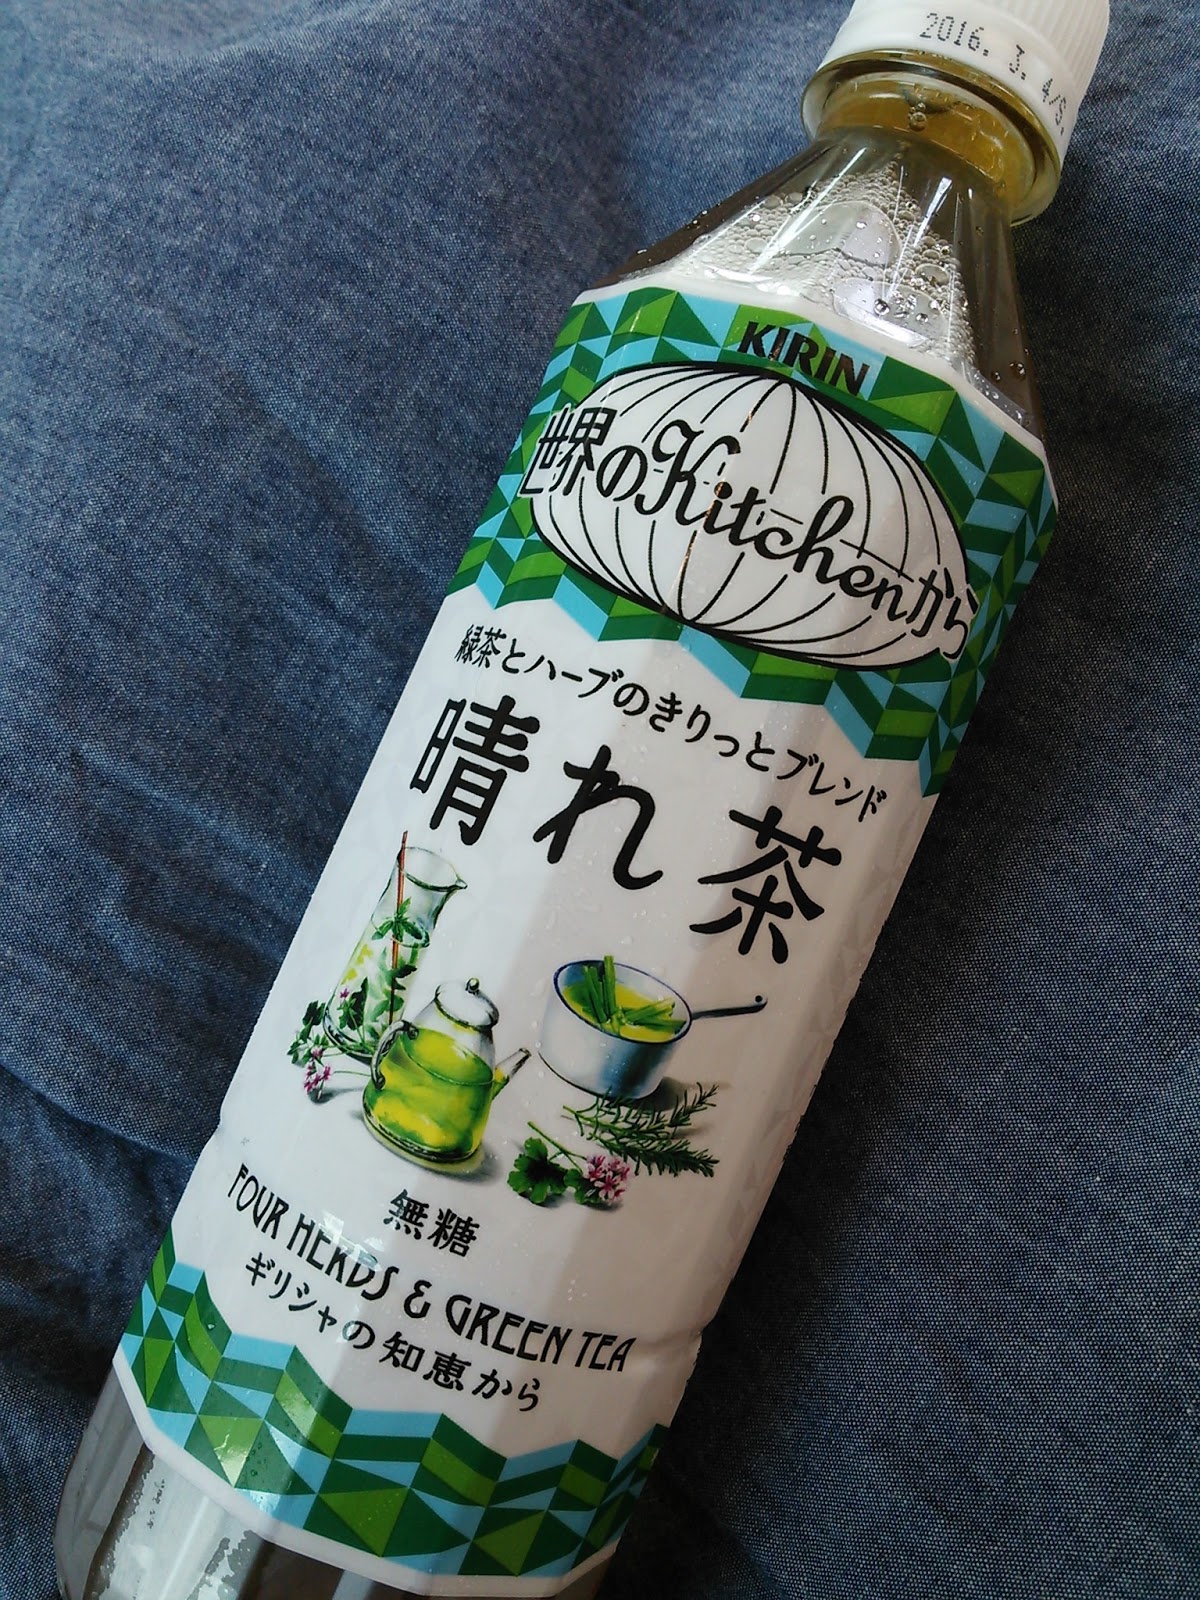 2016. 3. 4/S.
KIRIN
世界のKitchenから
緑茶とハーブのきりっとブレンド
晴れ茶
無糖
FOUR HERBS & GREEN TEA
ギリシャの知恵から